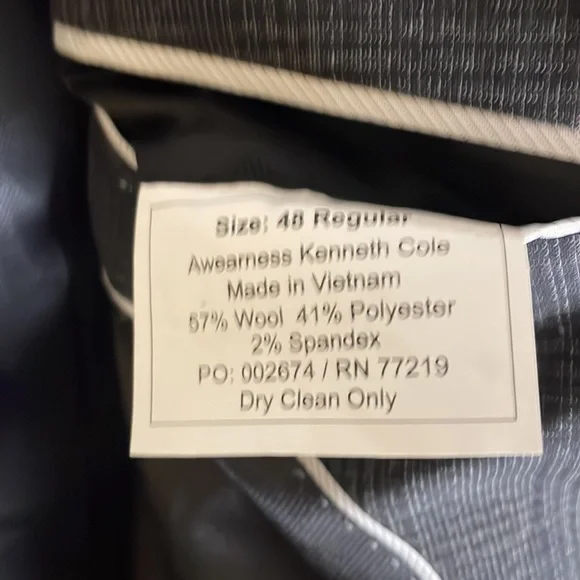 Size: 48 Regular
Awearness Kenneth Cole
Made in Vietnam
57% Wool 41% Polyester
2% Spandex
PO: 002674 / RN 77219
Dry Clean Only